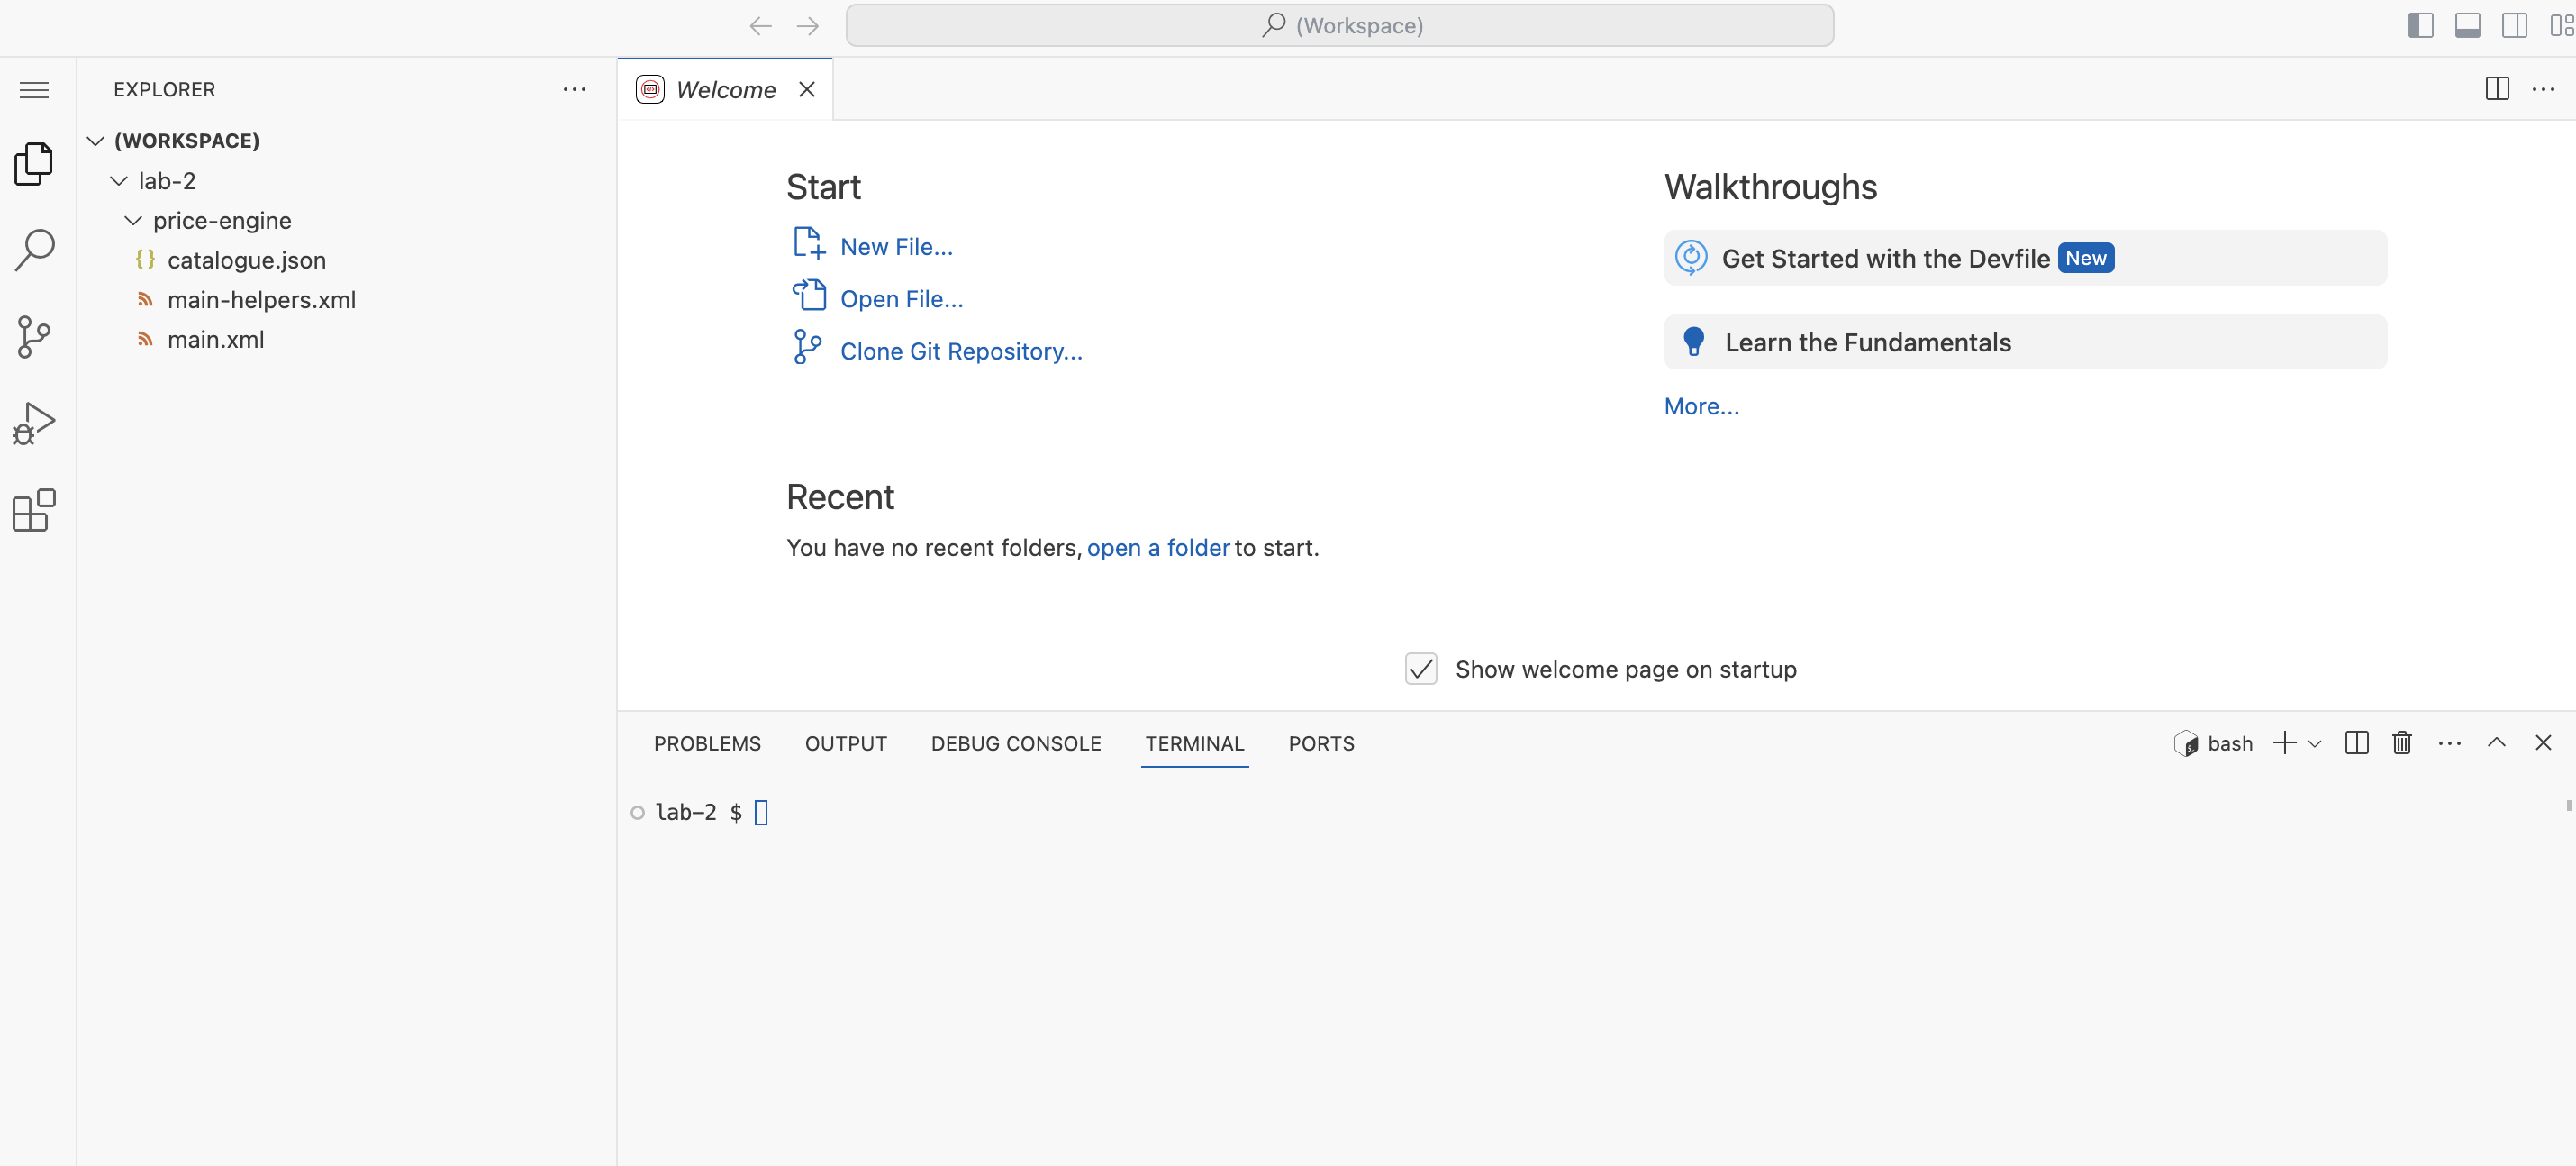 (Workspace)
EXPLORER
(WORKSPACE)
lab-2
price-engine
catalogue.json
main-helpers.xml
main.xml
Welcome
Start
New File...
Open File...
Clone Git Repository...
Recent
You have no recent folders, open a folder to start.
Walkthroughs
Get Started with the Devfile New
Learn the Fundamentals
More...
Show welcome page on startup
PROBLEMS OUTPUT DEBUG CONSOLE TERMINAL PORTS
bash
lab-2 $